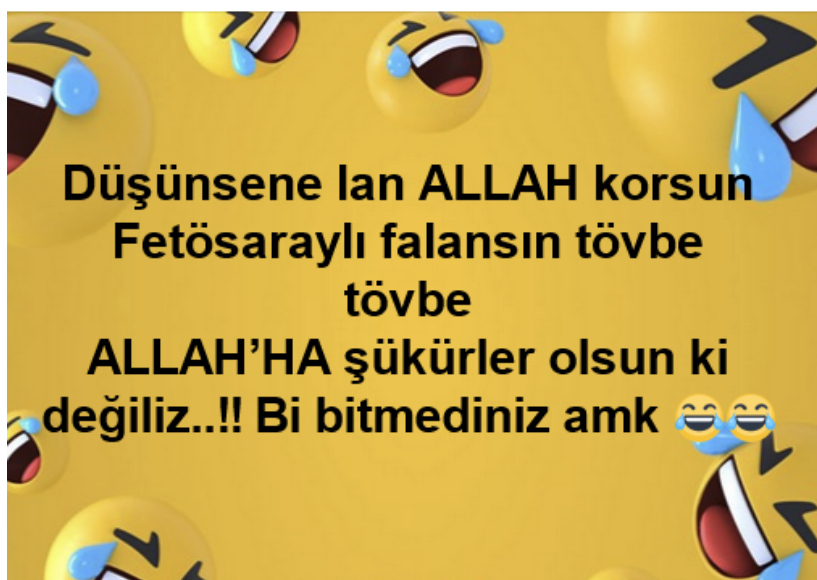 Düşünsene lan ALLAH korsun
Fetösaraylı falansın tövbe
tövbe
ALLAH’HA şükürler olsun ki
değiliz..!! Bi bitmediniz amk 😂😂